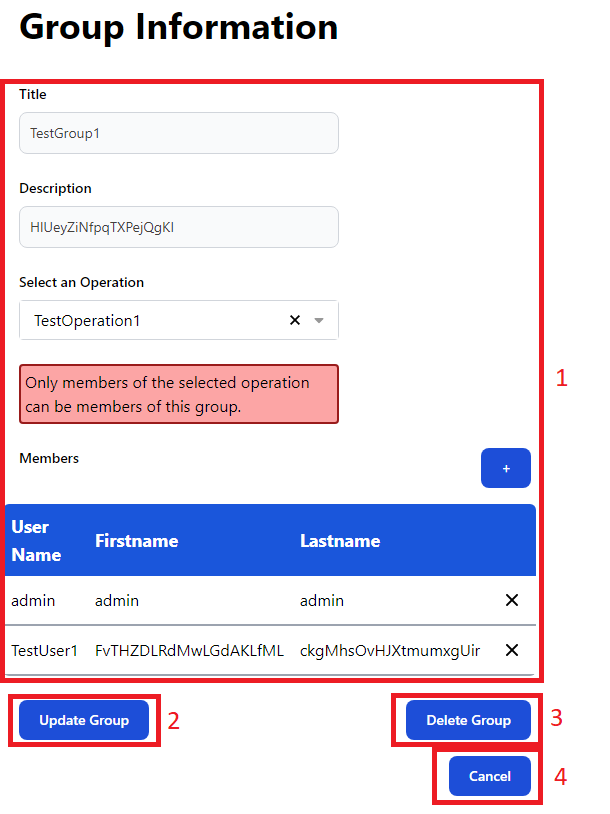 Group Information
Title
TestGroup1
Description
HIUeyZiNfpqTXPejQgKI
Select an Operation
TestOperation1 ✕
Only members of the selected operation
can be members of this group.
1
Members
+
User Name Firstname Lastname
admin admin admin ✕
TestUser1 FvTHZDLRdMwLGdAKLfML ckgMhsOvHJXtmumxgUir ✕
Update Group 2 Delete Group 3
Cancel 4